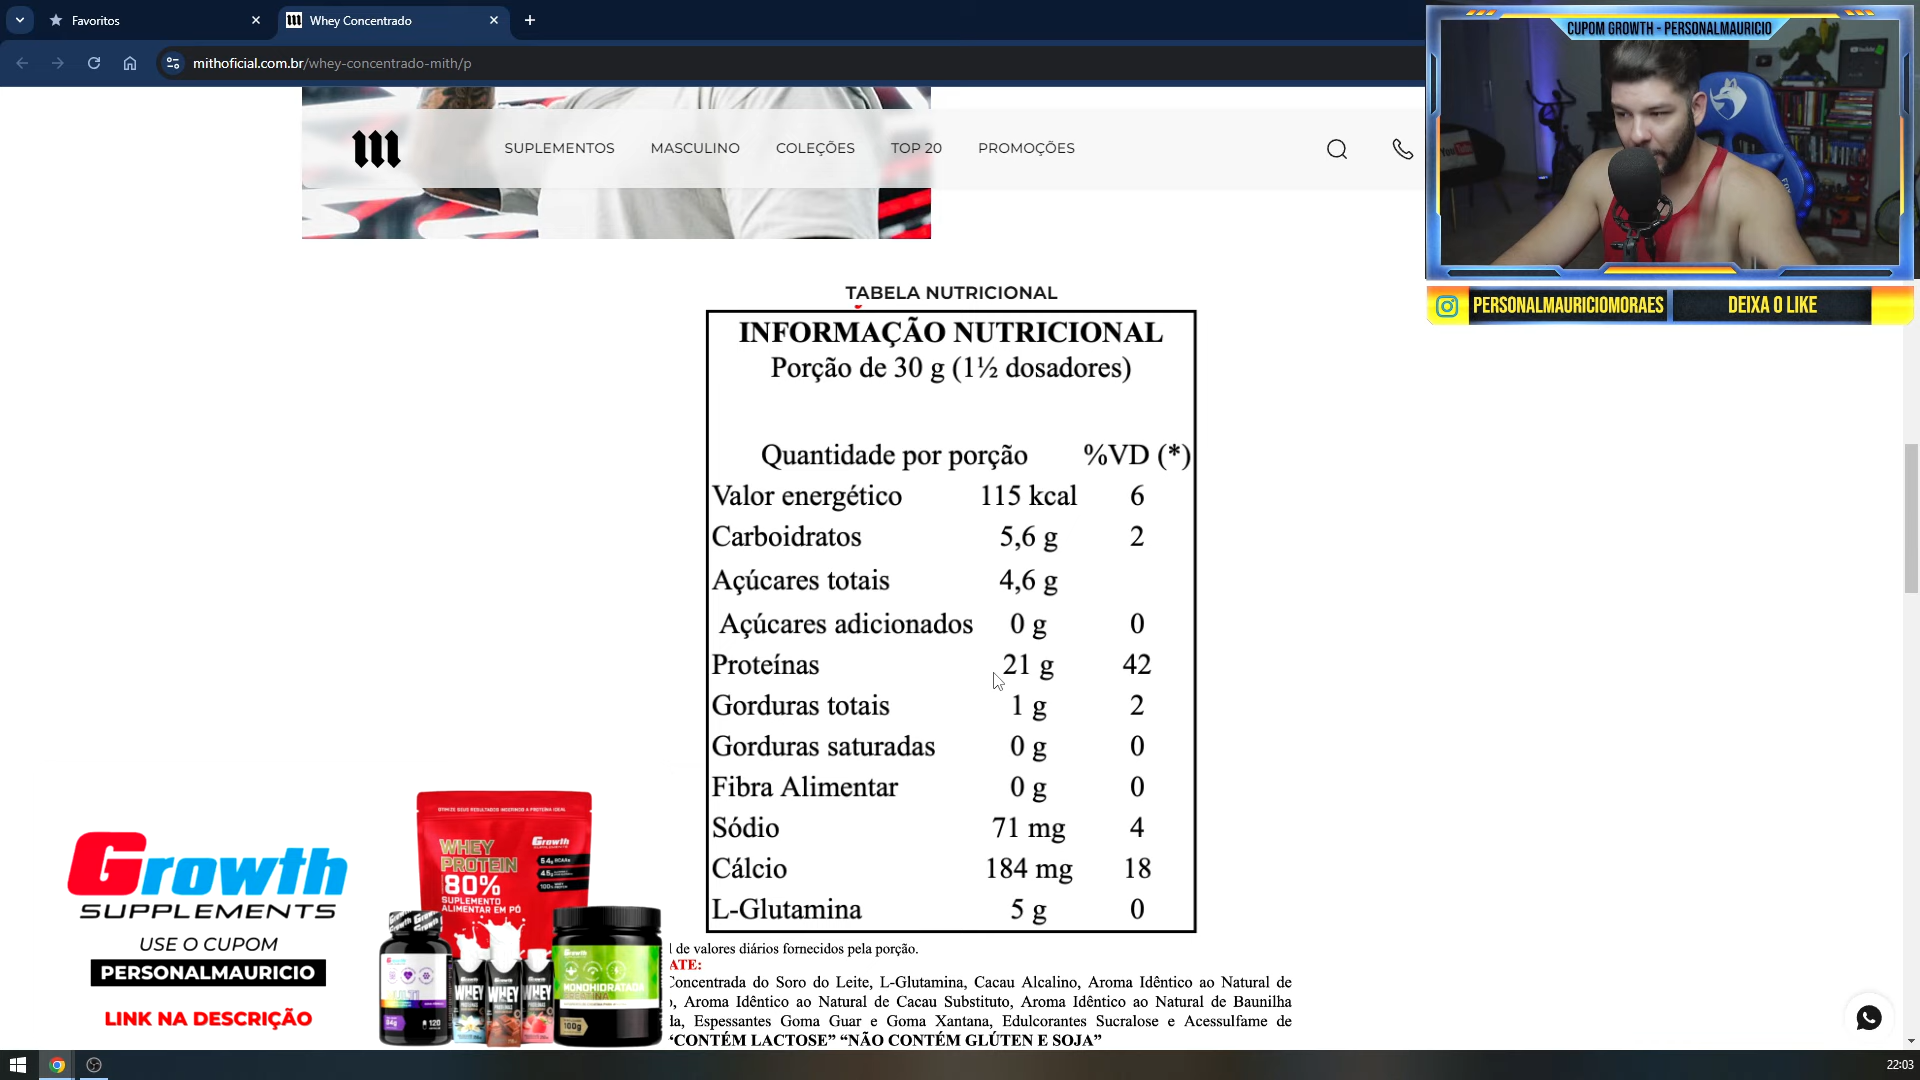 Favoritos
Whey Concentrado
mithoficial.com.br/whey-concentrado-mith/p
CUPOM GROWTH - PERSONALMAURICIO
SUPLEMENTOS MASCULINO COLEÇÕES TOP 20 PROMOÇÕES
PERSONALMAURICIOMORAES DEIXA O LIKE
TABELA NUTRICIONAL
INFORMAÇÃO NUTRICIONAL
Porção de 30 g (1½ dosadores)
Quantidade por porção %VD (*)
Valor energético 115 kcal 6
Carboidratos 5,6 g 2
Açúcares totais 4,6 g
Açúcares adicionados 0 g 0
Proteínas 21 g 42
Gorduras totais 1 g 2
Gorduras saturadas 0 g 0
Fibra Alimentar 0 g 0
Sódio 71 mg 4
Cálcio 184 mg 18
L-Glutamina 5 g 0
de valores diários fornecidos pela porção.
ATE:
Concentrada do Soro do Leite, L-Glutamina, Cacau Alcalino, Aroma Idêntico ao Natural de
, Aroma Idêntico ao Natural de Cacau Substituto, Aroma Idêntico ao Natural de Baunilha
la, Espessantes Goma Guar e Goma Xantana, Edulcorantes Sucralose e Acessulfame de
“CONTÉM LACTOSE” “NÃO CONTÉM GLÚTEN E SOJA”
Growth
SUPPLEMENTS
USE O CUPOM
PERSONALMAURICIO
LINK NA DESCRIÇÃO
Growth
WHEY
PROTEIN
80%
SUPLEMENTO
ALIMENTAR EM PÓ
5.4g BCAAs
WHEY WHEY WHEY
MONOHIDRATADA
CREATINA
120
100g
22:03